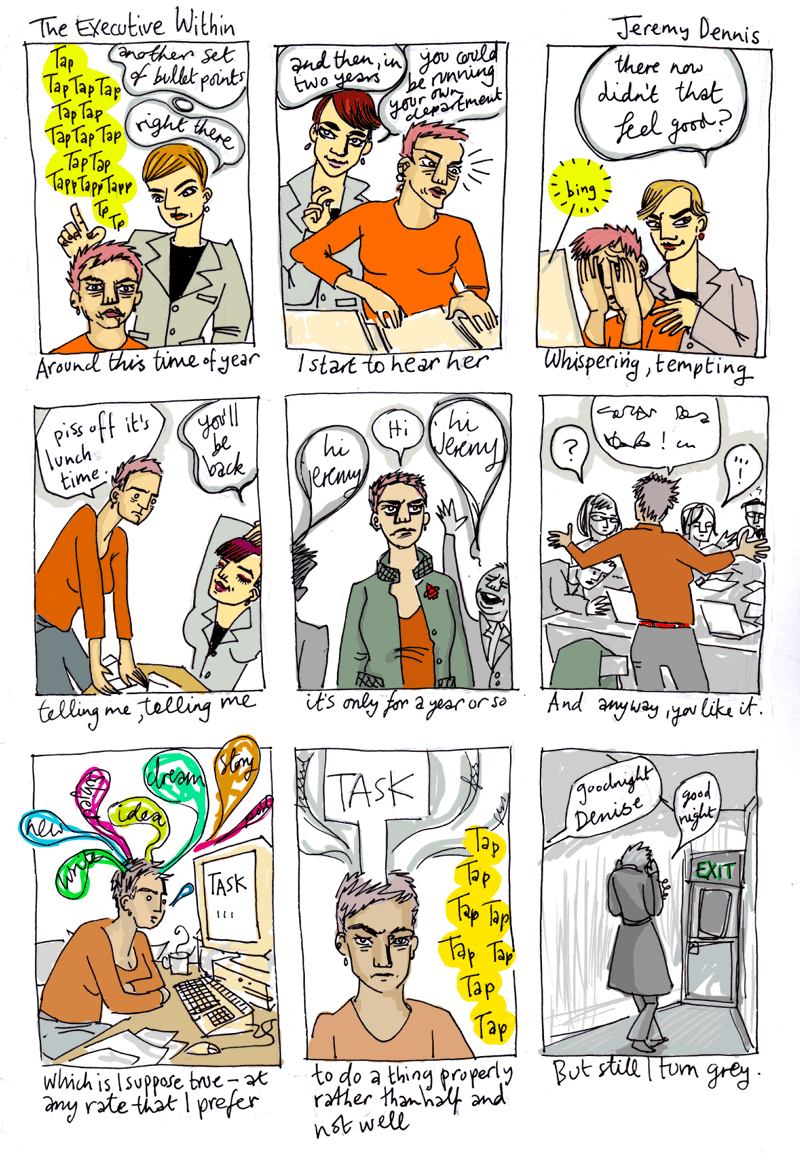 The Executive Within
Jeremy Dennis
Tap
Tap Tap Tap
Tap Tap
Tap Tap Tap
Tap Tap
Tapp Tapp Tapp
Tp
Tp
another set
of bullet points
right there
Around this time of year
and then, in
two years
you could
be running
your own
department
I start to hear her
there now
didn't that
feel good?
bing
Whispering, tempting
piss off it's
lunch
time.
you'll
be
back
telling me, telling me
hi
Jeremy
Hi
hi
Jeremy
it's only for a year or so
?
"!
And anyway, you like it.
new
write
idea
dream
story
TASK
...
Which is I suppose true – at
any rate that I prefer
TASK
Tap
Tap
Tap Tap
Tap Tap
Tap
Tap
to do a thing properly
rather than half and
not well
goodnight
Denise
good
night
EXIT
But still I turn grey.